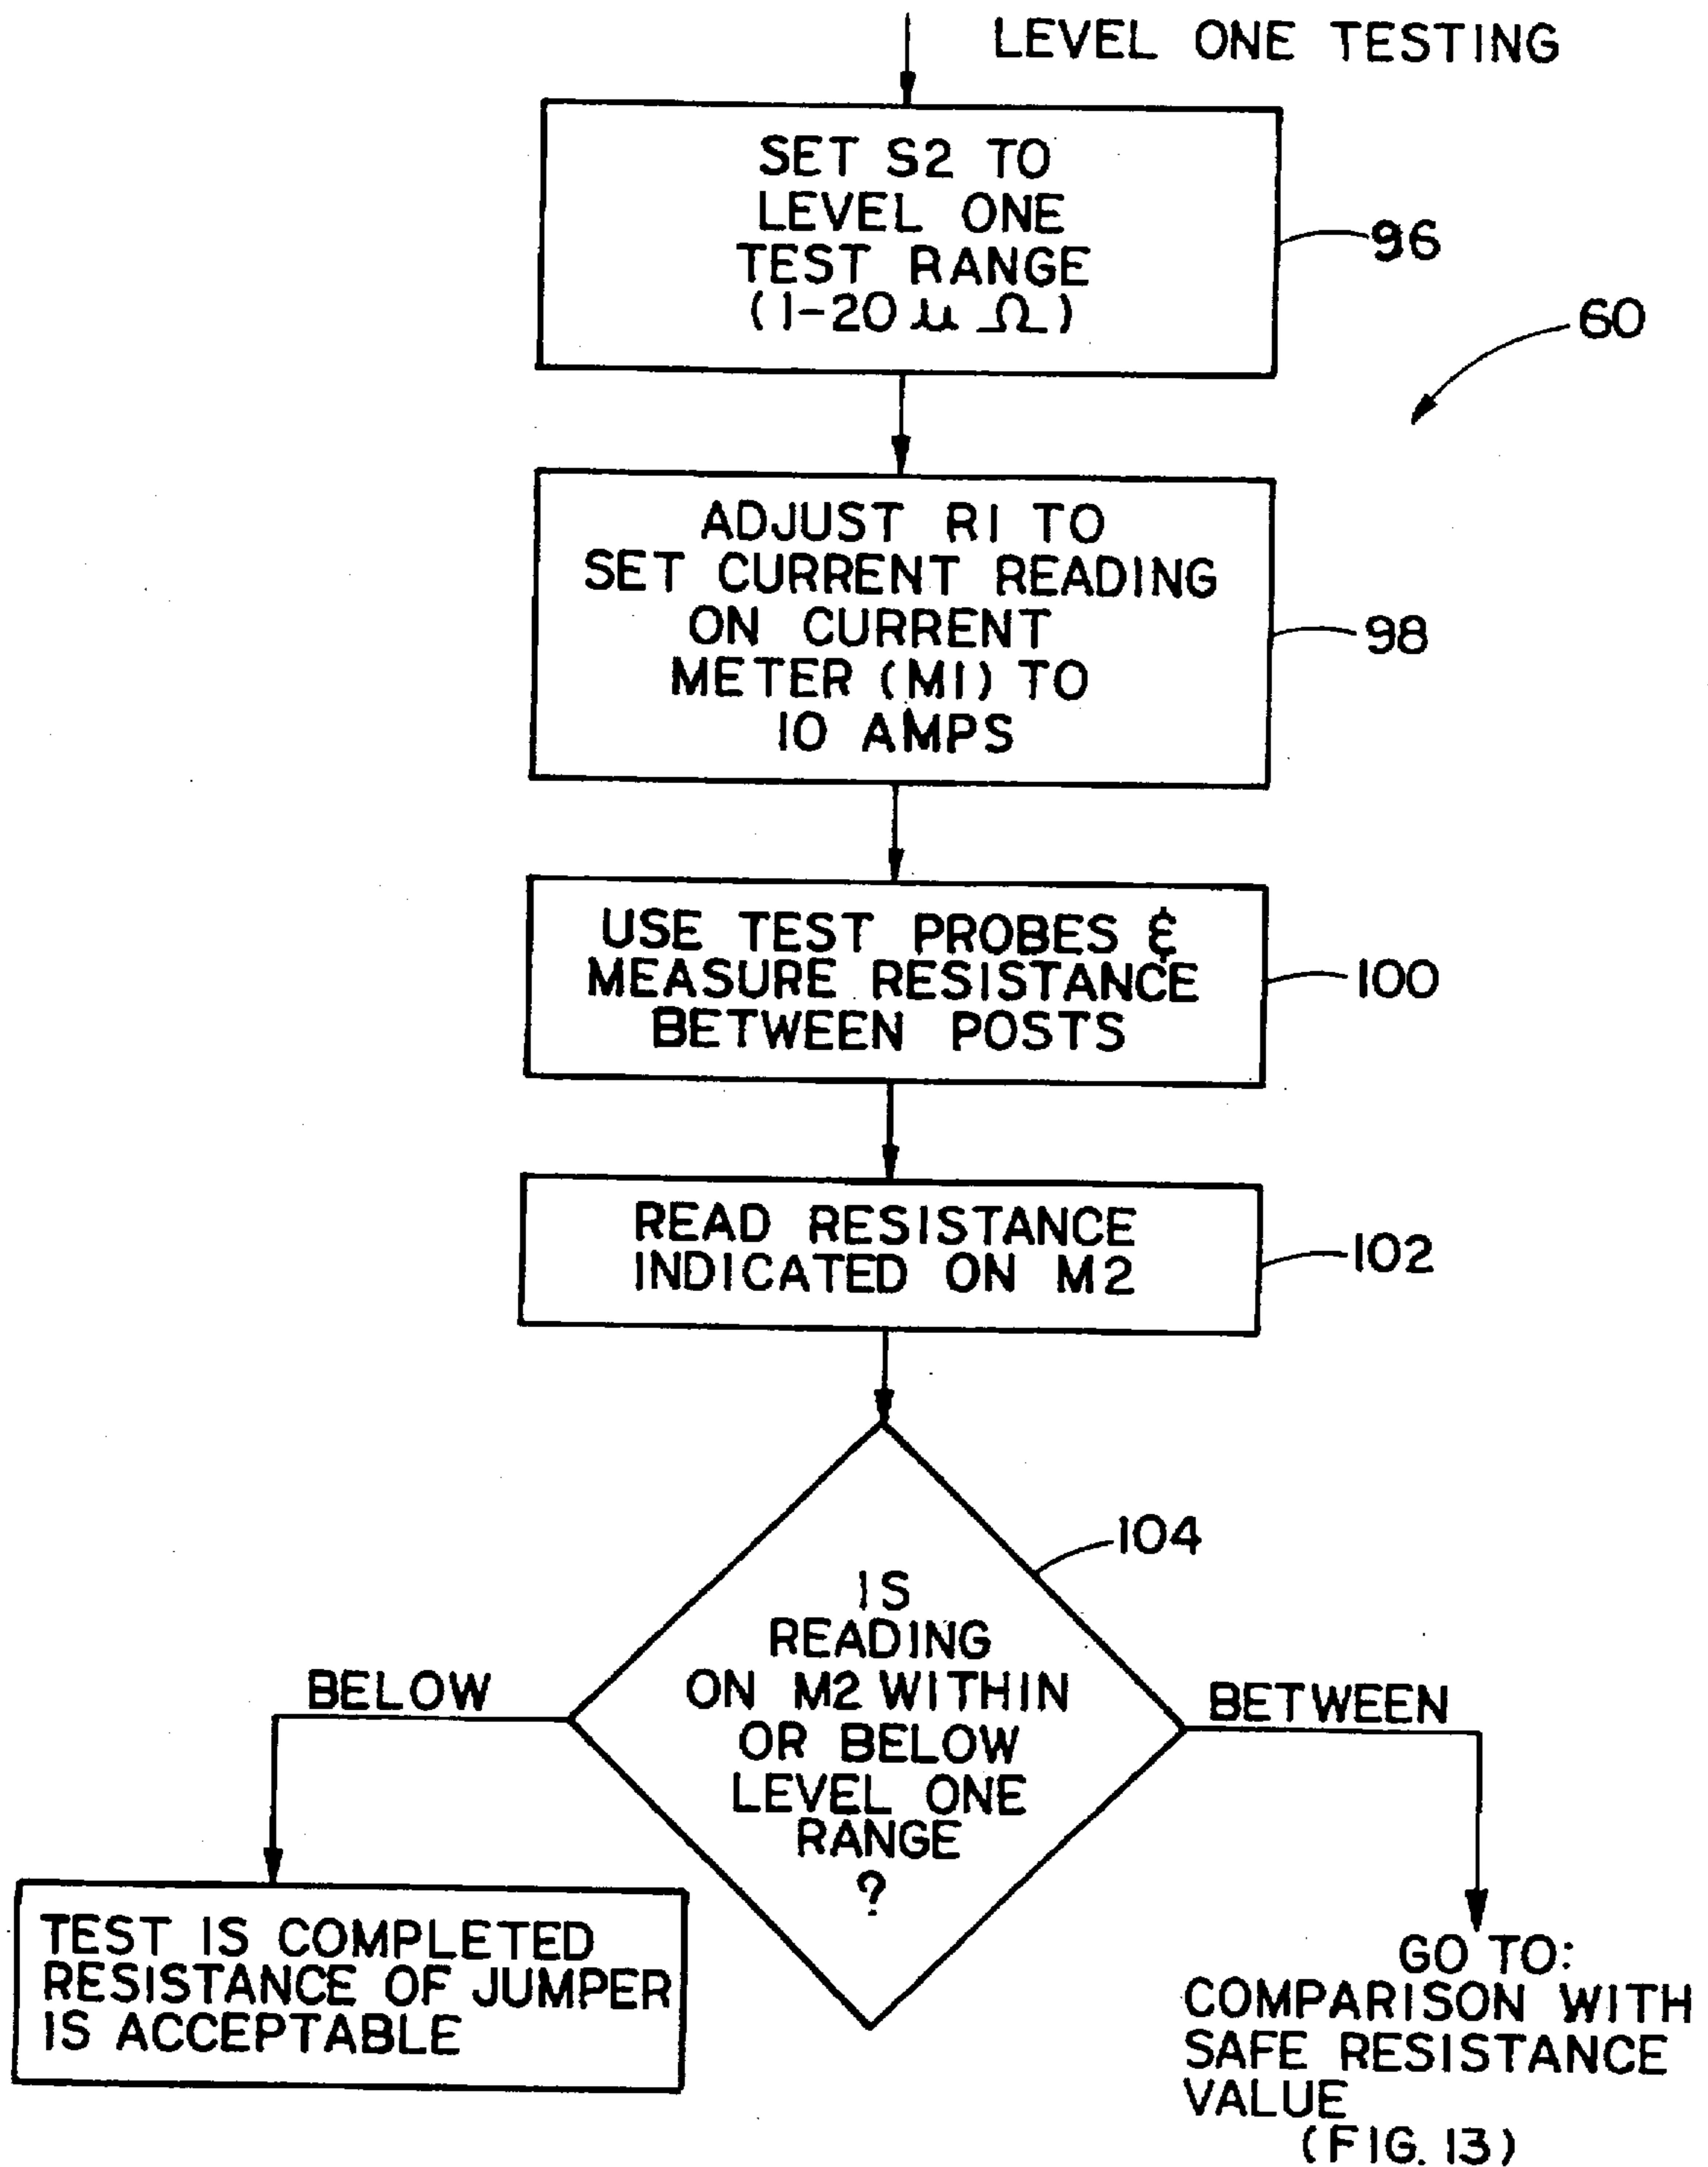 LEVEL ONE TESTING
SET S2 TO
LEVEL ONE
TEST RANGE
(1-20 µ Ω)
96
60
ADJUST R1 TO
SET CURRENT READING
ON CURRENT
METER (M1) TO
10 AMPS
98
USE TEST PROBES &
MEASURE RESISTANCE
BETWEEN POSTS
100
READ RESISTANCE
INDICATED ON M2
102
104
IS
READING
ON M2 WITHIN
OR BELOW
LEVEL ONE
RANGE
?
BELOW
BETWEEN
TEST IS COMPLETED
RESISTANCE OF JUMPER
IS ACCEPTABLE
GO TO:
COMPARISON WITH
SAFE RESISTANCE
VALUE
(FIG. 13)